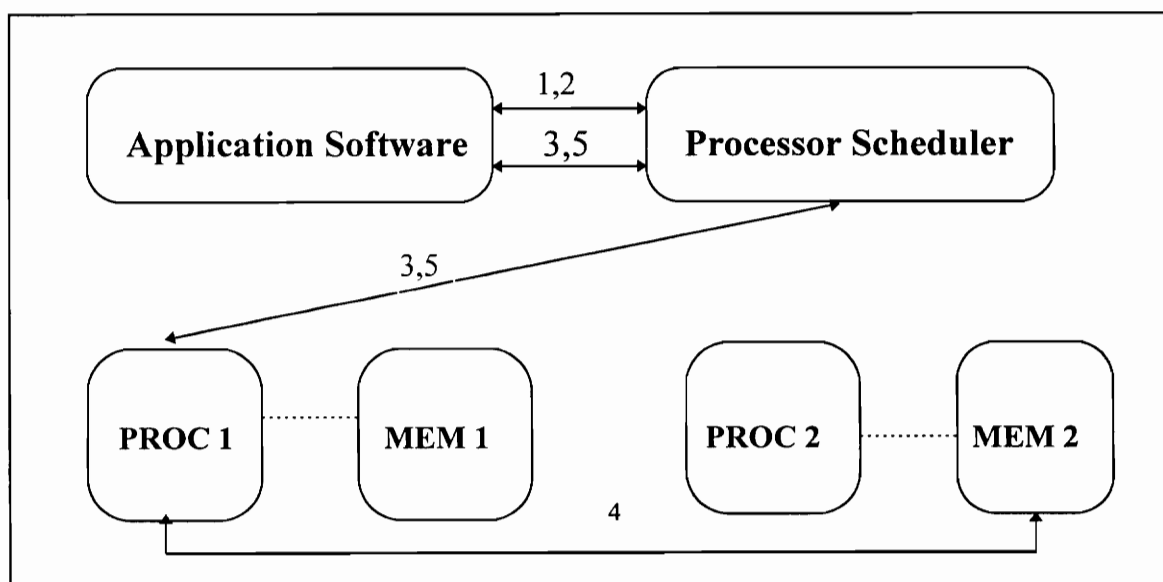 1,2
Application Software
3,5
Processor Scheduler
3,5
PROC 1
MEM 1
PROC 2
MEM 2
4